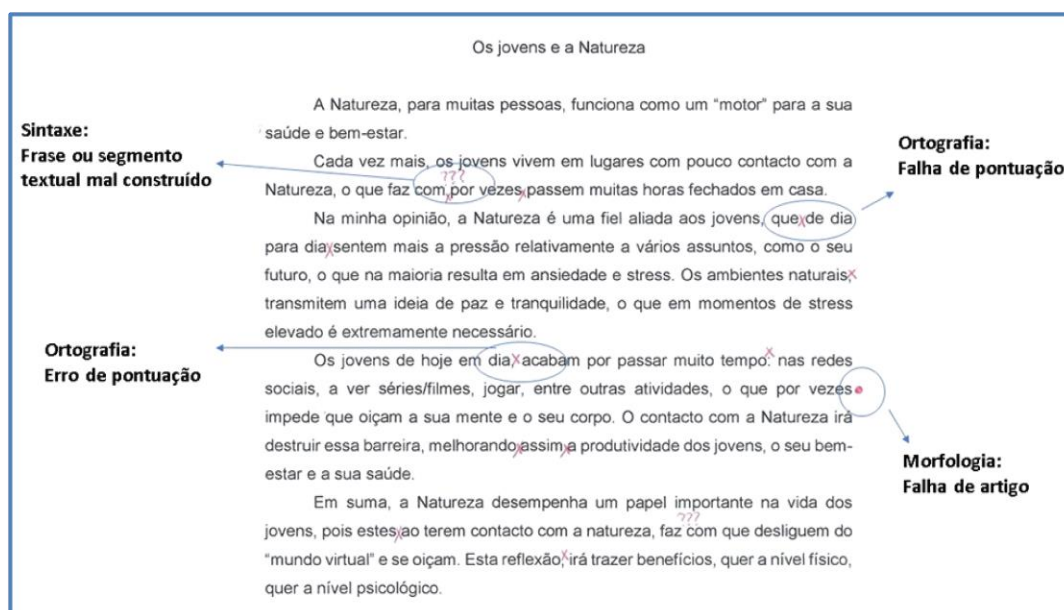 Os jovens e a Natureza
A Natureza, para muitas pessoas, funciona como um "motor" para a sua
saúde e bem-estar.
Sintaxe:
Frase ou segmento
textual mal construído
Ortografia:
Falha de pontuação
Cada vez mais, os jovens vivem em lugares com pouco contacto com a
???
Natureza, o que faz com,por vezes,passem muitas horas fechados em casa.
x x
Na minha opinião, a Natureza é uma fiel aliada aos jovens, que x de dia
para dia x sentem mais a pressão relativamente a vários assuntos, como o seu
futuro, o que na maioria resulta em ansiedade e stress. Os ambientes naturais, x
transmitem uma ideia de paz e tranquilidade, o que em momentos de stress
elevado é extremamente necessário.
Ortografia:
Erro de pontuação
Os jovens de hoje em dia, x acabam por passar muito tempo: x nas redes
sociais, a ver séries/filmes, jogar, entre outras atividades, o que por vezes
impede que oiçam a sua mente e o seu corpo. O contacto com a Natureza irá
destruir essa barreira, melhorando x assim x a produtividade dos jovens, o seu bem-
estar e a sua saúde.
Morfologia:
Falha de artigo
Em suma, a Natureza desempenha um papel importante na vida dos
???
jovens, pois estes x ao terem contacto com a natureza, faz com que desliguem do
"mundo virtual" e se oiçam. Esta reflexão, x irá trazer benefícios, quer a nível físico,
quer a nível psicológico.